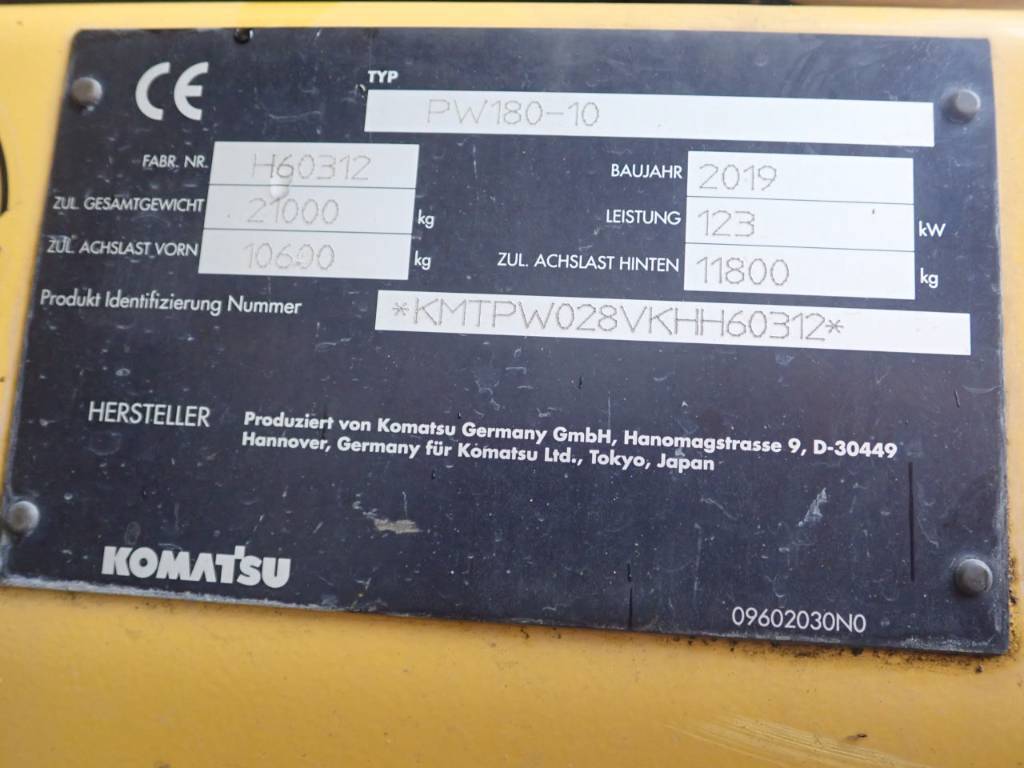 CE
TYP PW180-10
FABR. NR. H60312 BAUJAHR 2019
ZUL. GESAMTGEWICHT 21000 kg LEISTUNG 123 kW
ZUL. ACHSLAST VORN 10600 kg ZUL. ACHSLAST HINTEN 11800 kg
Produkt Identifizierung Nummer *KMTPW028VKHH60312*
HERSTELLER Produziert von Komatsu Germany GmbH, Hanomagstrasse 9, D-30449
Hannover, Germany für Komatsu Ltd., Tokyo, Japan
KOMATSU
09602030N0